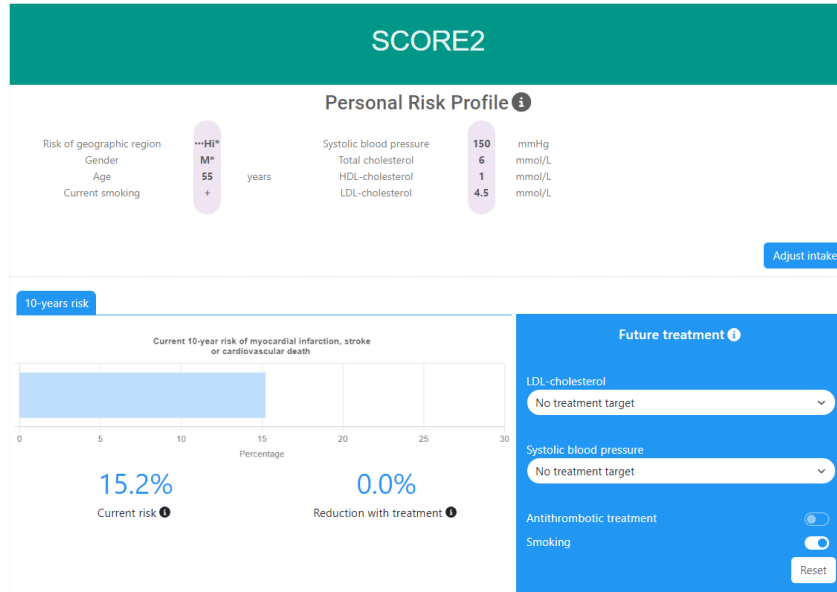 SCORE2
Personal Risk Profile
Risk of geographic region ···Hi*
Gender M*
Age 55 years
Current smoking +
Systolic blood pressure 150 mmHg
Total cholesterol 6 mmol/L
HDL-cholesterol 1 mmol/L
LDL-cholesterol 4.5 mmol/L
Adjust intake
10-years risk
Current 10-year risk of myocardial infarction, stroke
or cardiovascular death
0 5 10 15 20 25 30
Percentage
15.2%
Current risk
0.0%
Reduction with treatment
Future treatment
LDL-cholesterol
No treatment target
Systolic blood pressure
No treatment target
Antithrombotic treatment
Smoking
Reset